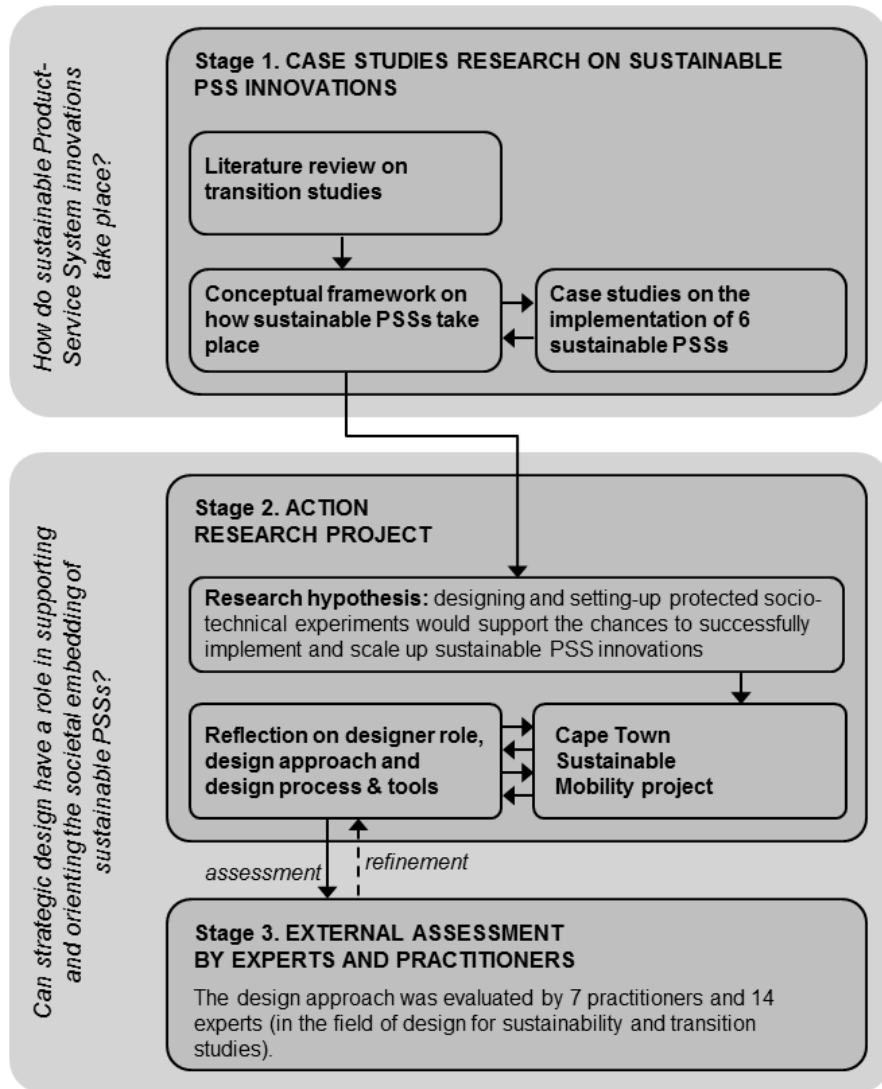 How do sustainable Product-
Service System innovations
take place?
Stage 1. CASE STUDIES RESEARCH ON SUSTAINABLE
PSS INNOVATIONS
Literature review on
transition studies
Conceptual framework on
how sustainable PSSs take
place
Case studies on the
implementation of 6
sustainable PSSs
Can strategic design have a role in supporting
and orienting the societal embedding of
sustainable PSSs?
Stage 2. ACTION
RESEARCH PROJECT
Research hypothesis: designing and setting-up protected socio-
technical experiments would support the chances to successfully
implement and scale up sustainable PSS innovations
Reflection on designer role,
design approach and
design process & tools
Cape Town
Sustainable
Mobility project
assessment
refinement
Stage 3. EXTERNAL ASSESSMENT
BY EXPERTS AND PRACTITIONERS
The design approach was evaluated by 7 practitioners and 14
experts (in the field of design for sustainability and transition
studies).